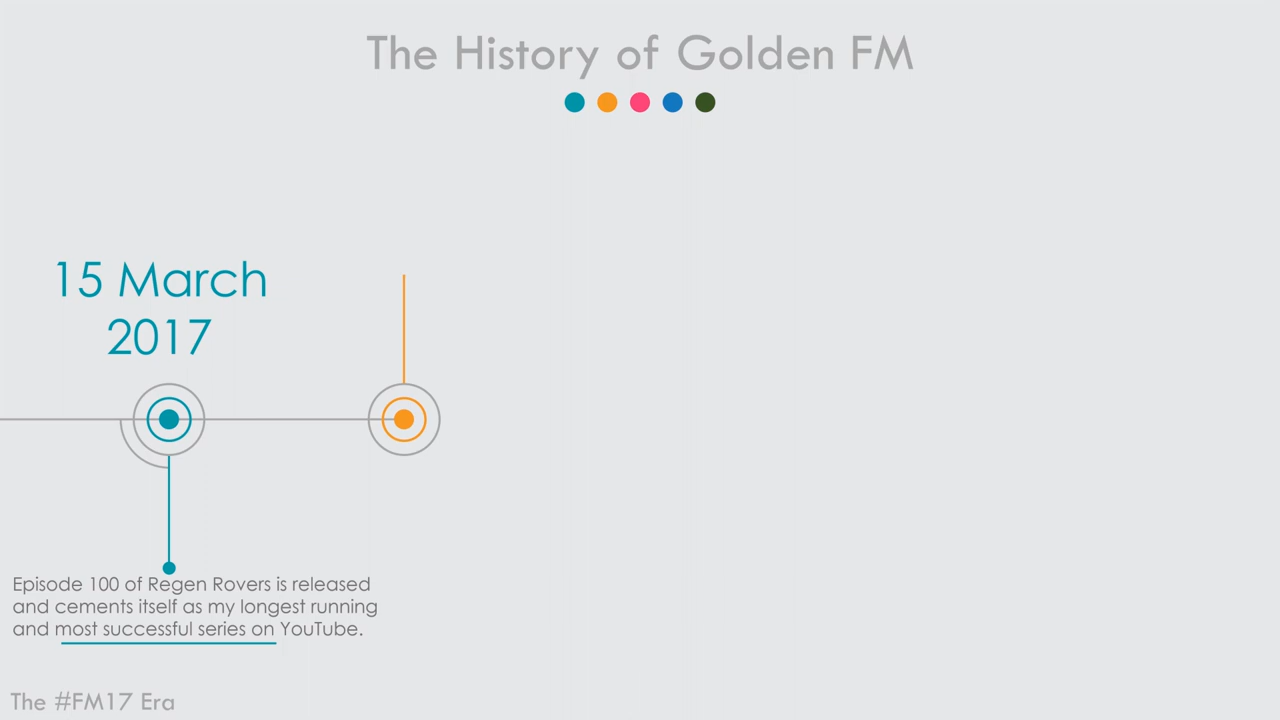 The History of Golden FM
15 March
2017
Episode 100 of Regen Rovers is released
and cements itself as my longest running
and most successful series on YouTube.
The #FM17 Era